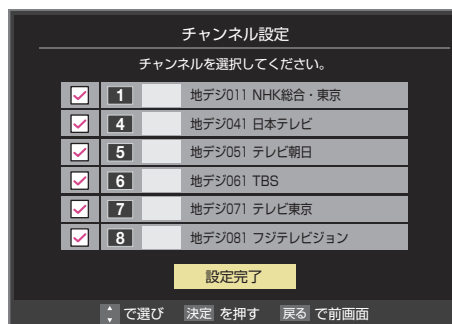 チャンネル設定
チャンネルを選択してください。
1 地デジ011 NHK総合・東京
4 地デジ041 日本テレビ
5 地デジ051 テレビ朝日
6 地デジ061 TBS
7 地デジ071 テレビ東京
8 地デジ081 フジテレビジョン
設定完了
で選び 決定 を押す 戻る で前画面